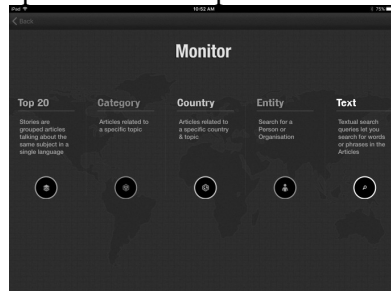 iPad 10:52 AM 75%
Back
Monitor
Top 20
Stories are
grouped articles
talking about the
same subject in a
single language
Category
Articles related to
a specific topic
Country
Articles related to
a specific country
& topic
Entity
Search for a
Person or
Organisation
Text
Textual search
queries let you
search for words
or phrases in the
Articles